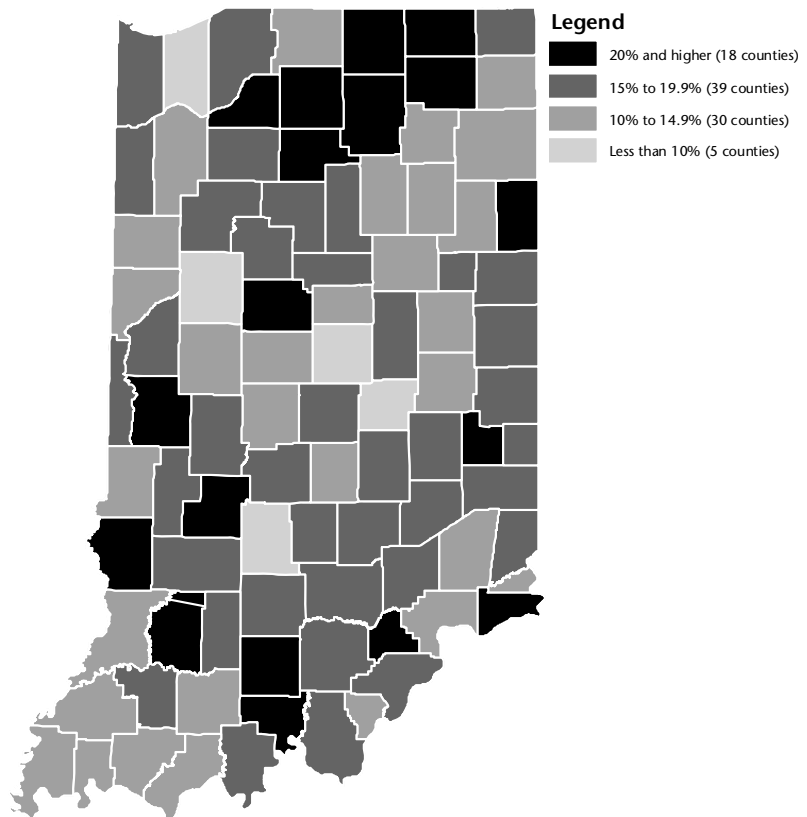 Legend
20% and higher (18 counties)
15% to 19.9% (39 counties)
10% to 14.9% (30 counties)
Less than 10% (5 counties)